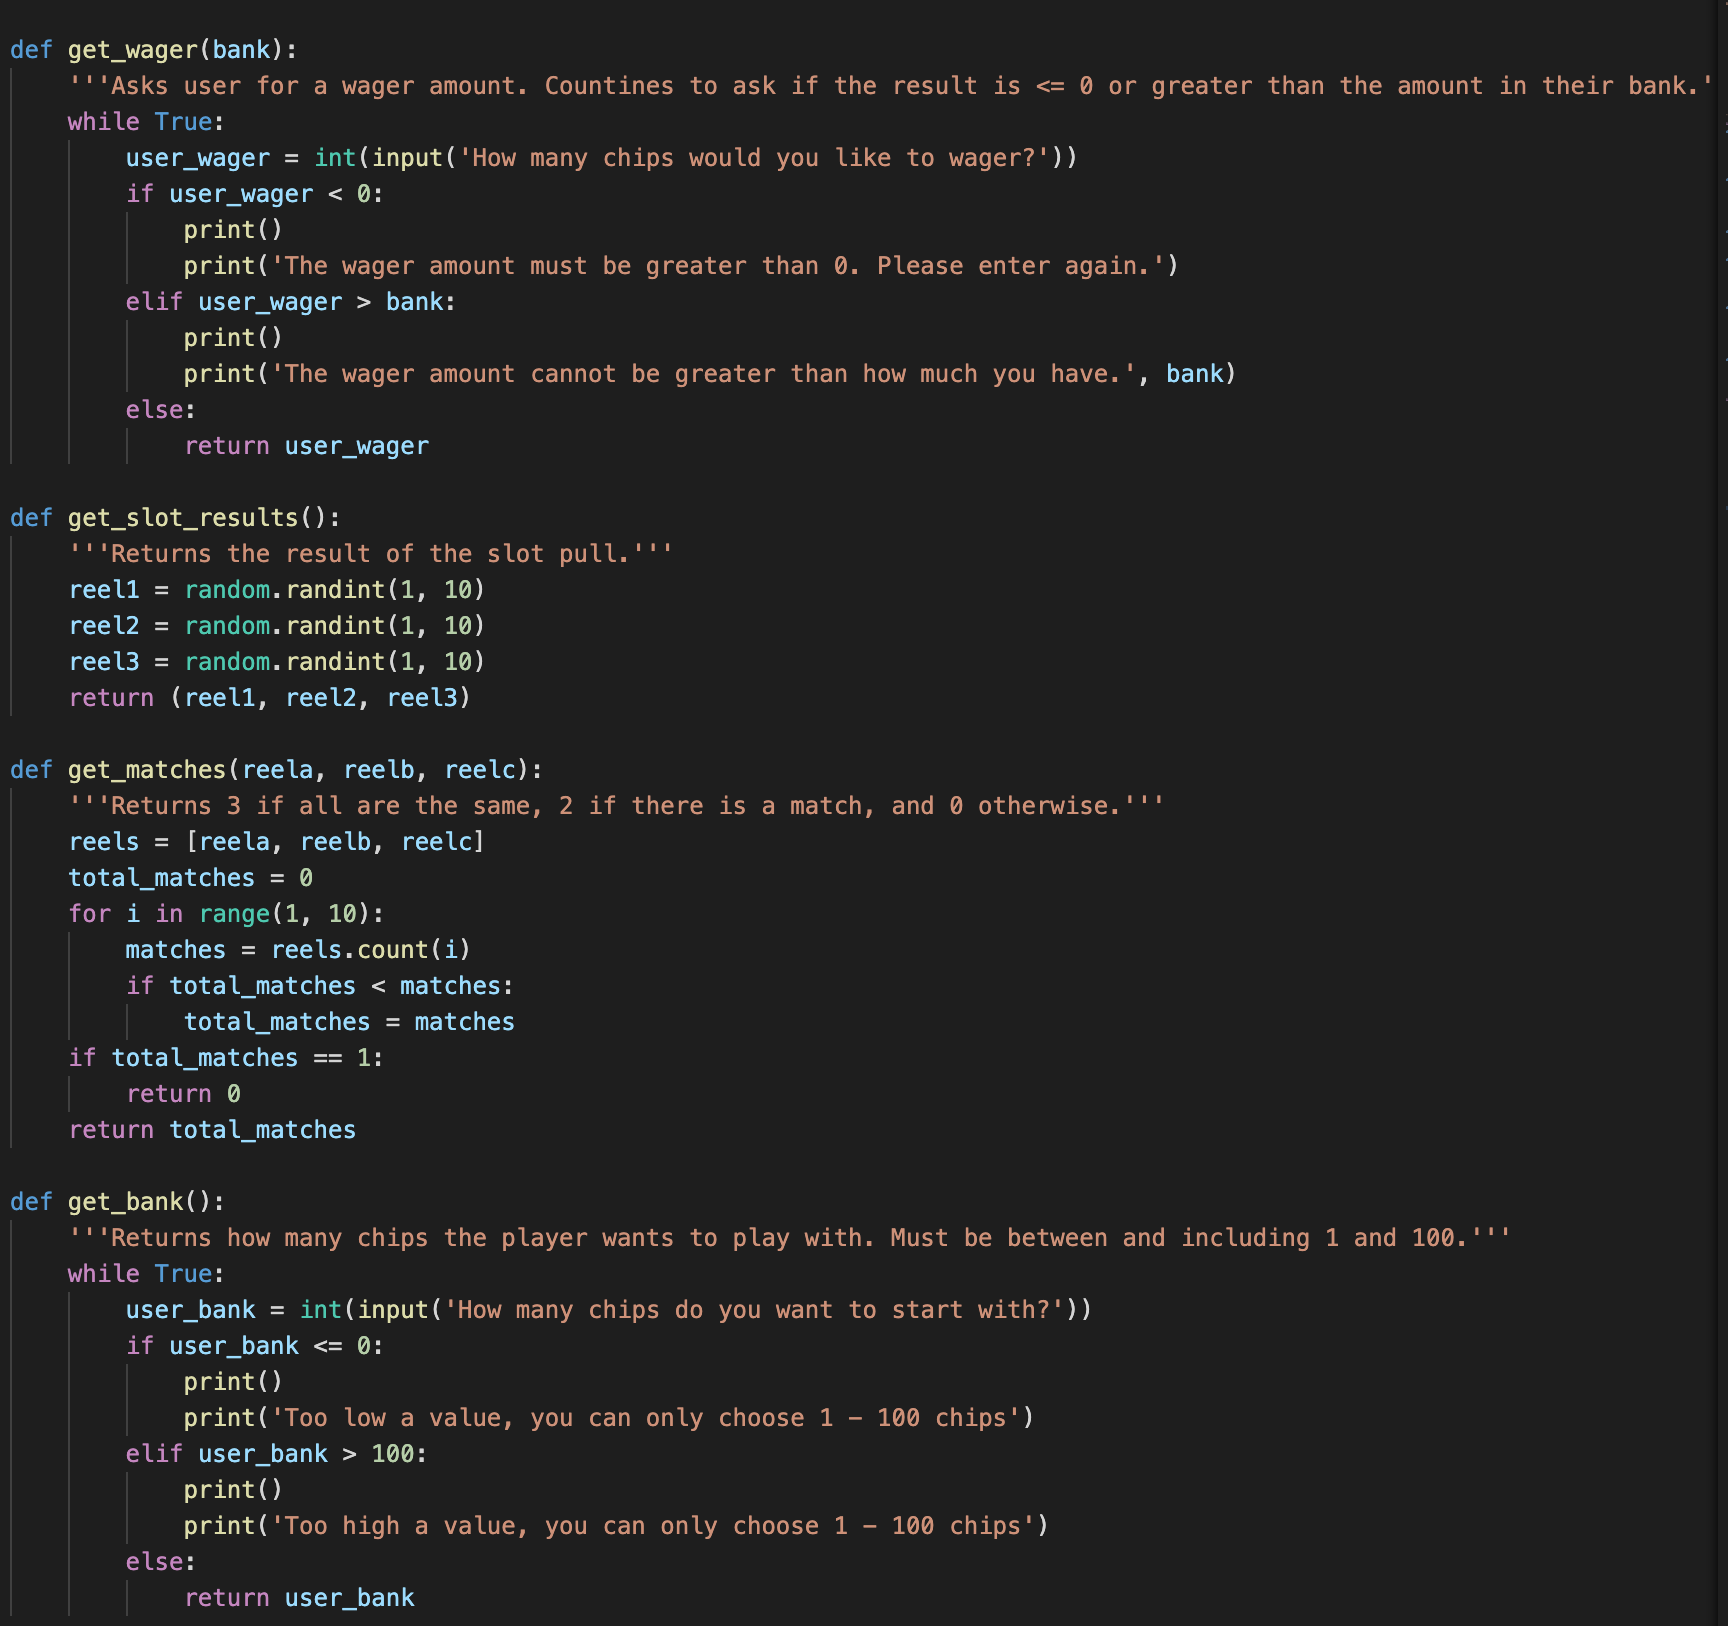 def get_wager(bank):
    '''Asks user for a wager amount. Countines to ask if the result is <= 0 or greater than the amount in their bank.'
    while True:
        user_wager = int(input('How many chips would you like to wager?'))
        if user_wager < 0:
            print()
            print('The wager amount must be greater than 0. Please enter again.')
        elif user_wager > bank:
            print()
            print('The wager amount cannot be greater than how much you have.', bank)
        else:
            return user_wager

def get_slot_results():
    '''Returns the result of the slot pull.'''
    reel1 = random.randint(1, 10)
    reel2 = random.randint(1, 10)
    reel3 = random.randint(1, 10)
    return (reel1, reel2, reel3)

def get_matches(reela, reelb, reelc):
    '''Returns 3 if all are the same, 2 if there is a match, and 0 otherwise.'''
    reels = [reela, reelb, reelc]
    total_matches = 0
    for i in range(1, 10):
        matches = reels.count(i)
        if total_matches < matches:
            total_matches = matches
    if total_matches == 1:
        return 0
    return total_matches

def get_bank():
    '''Returns how many chips the player wants to play with. Must be between and including 1 and 100.'''
    while True:
        user_bank = int(input('How many chips do you want to start with?'))
        if user_bank <= 0:
            print()
            print('Too low a value, you can only choose 1 – 100 chips')
        elif user_bank > 100:
            print()
            print('Too high a value, you can only choose 1 – 100 chips')
        else:
            return user_bank